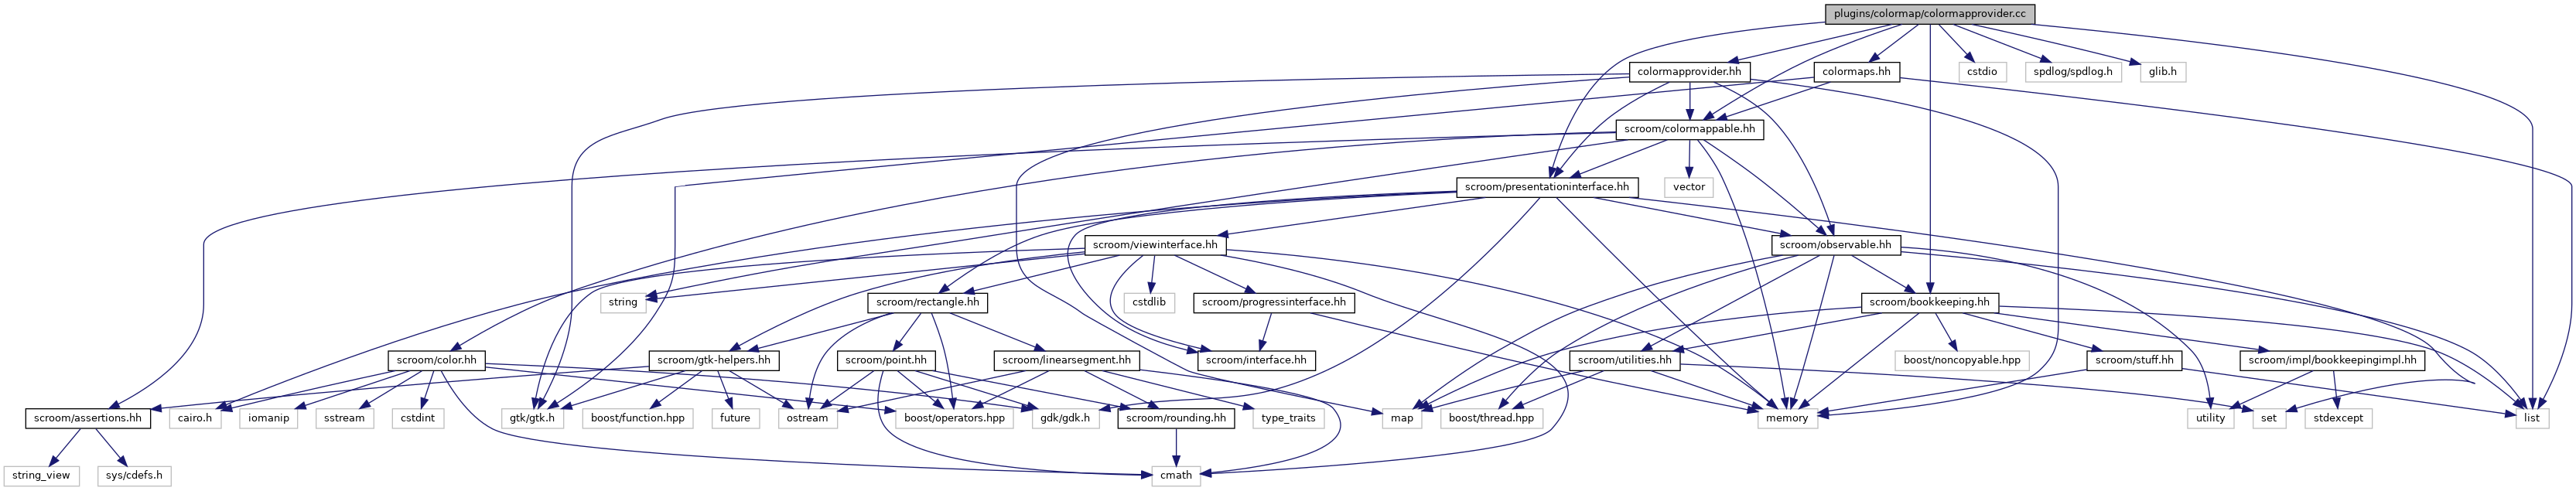 plugins/colormap/colormapprovider.cc
colormapprovider.hh
colormaps.hh
cstdio
spdlog/spdlog.h
glib.h
scroom/colormappable.hh
scroom/presentationinterface.hh
vector
scroom/viewinterface.hh
scroom/observable.hh
string
scroom/rectangle.hh
cstdlib
scroom/progressinterface.hh
scroom/bookkeeping.hh
scroom/color.hh
scroom/gtk-helpers.hh
scroom/point.hh
scroom/linearsegment.hh
scroom/interface.hh
scroom/utilities.hh
boost/noncopyable.hpp
scroom/stuff.hh
scroom/impl/bookkeepingimpl.hh
scroom/assertions.hh
cairo.h
iomanip
sstream
cstdint
gtk/gtk.h
boost/function.hpp
future
ostream
boost/operators.hpp
gdk/gdk.h
scroom/rounding.hh
type_traits
map
boost/thread.hpp
memory
utility
set
stdexcept
list
string_view
sys/cdefs.h
cmath